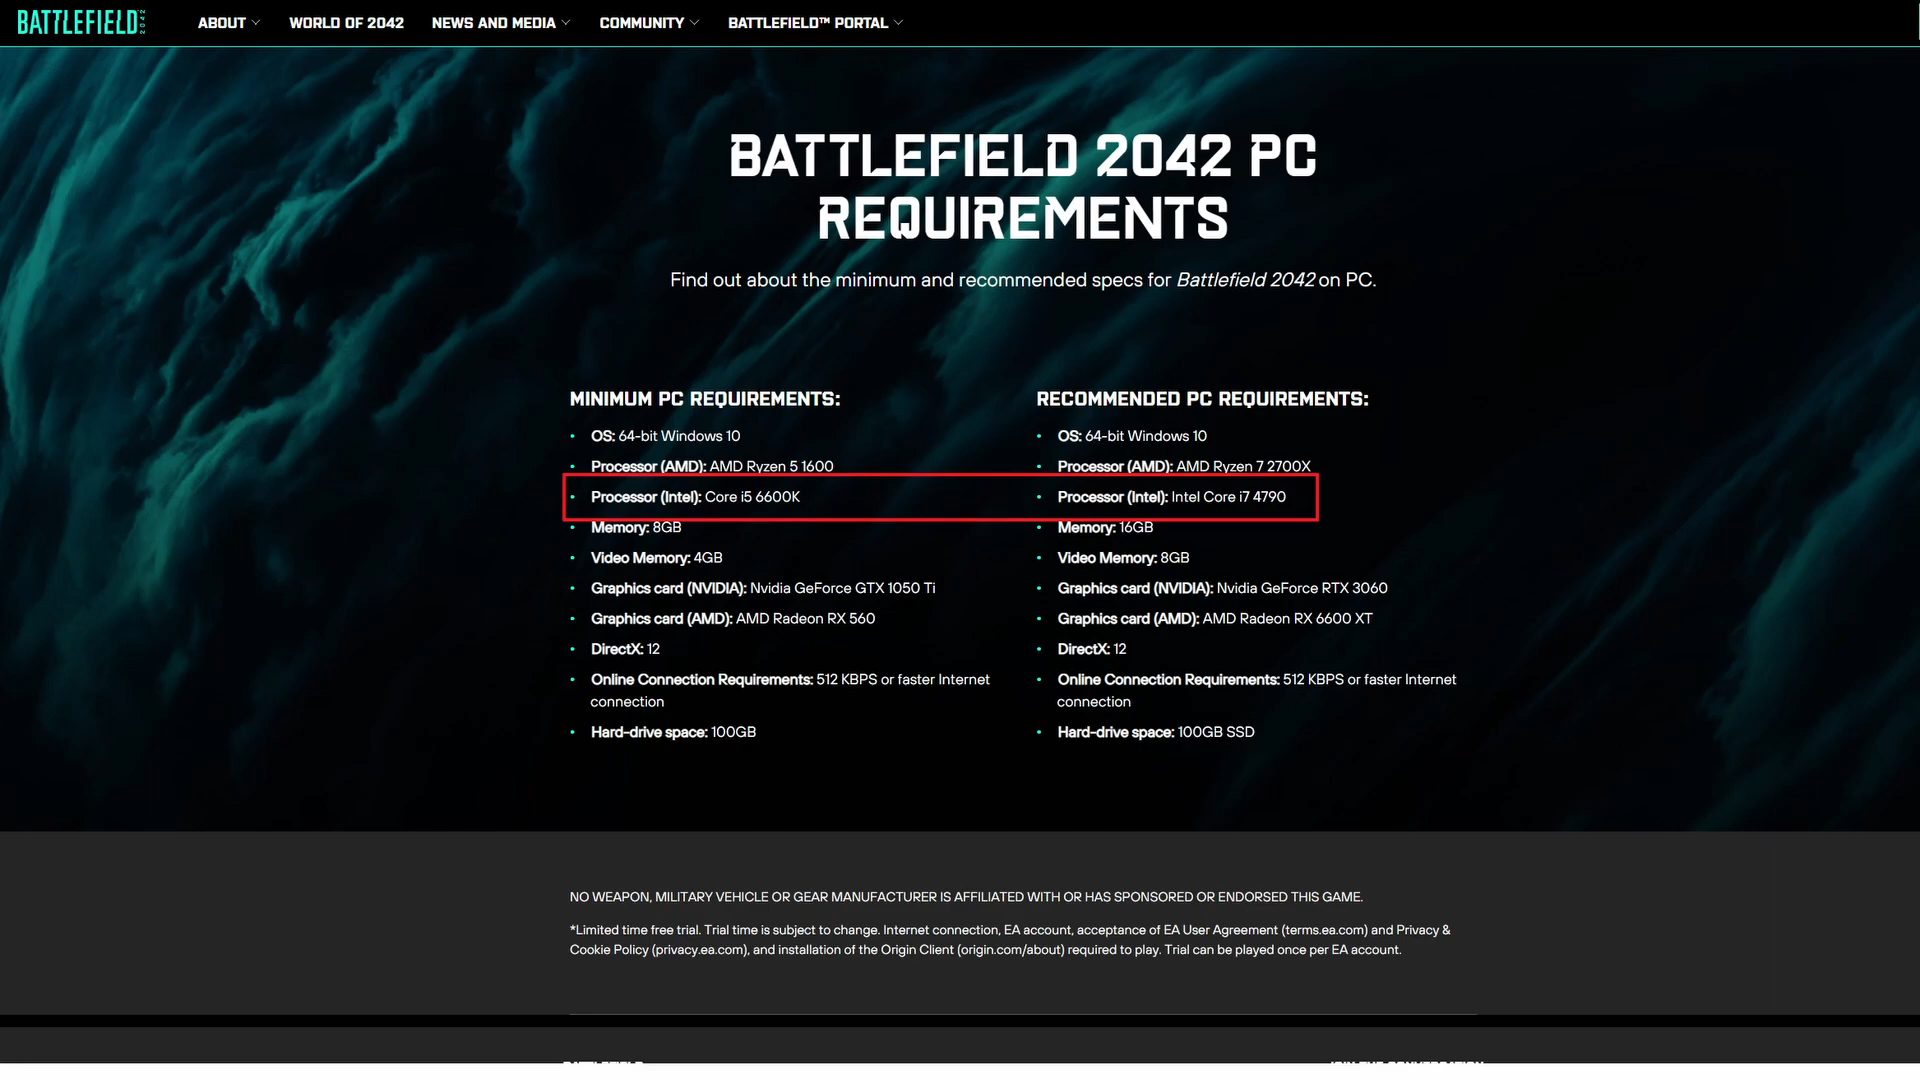 BATTLEFIELD 2042
ABOUT
WORLD OF 2042
NEWS AND MEDIA
COMMUNITY
BATTLEFIELD™ PORTAL
BATTLEFIELD 2042 PC
REQUIREMENTS
Find out about the minimum and recommended specs for Battlefield 2042 on PC.
MINIMUM PC REQUIREMENTS:
• OS: 64-bit Windows 10
• Processor (AMD): AMD Ryzen 5 1600
• Processor (Intel): Core i5 6600K
• Memory: 8GB
• Video Memory: 4GB
• Graphics card (NVIDIA): Nvidia GeForce GTX 1050 Ti
• Graphics card (AMD): AMD Radeon RX 560
• DirectX: 12
• Online Connection Requirements: 512 KBPS or faster Internet
connection
• Hard-drive space: 100GB
RECOMMENDED PC REQUIREMENTS:
• OS: 64-bit Windows 10
• Processor (AMD): AMD Ryzen 7 2700X
• Processor (Intel): Intel Core i7 4790
• Memory: 16GB
• Video Memory: 8GB
• Graphics card (NVIDIA): Nvidia GeForce RTX 3060
• Graphics card (AMD): AMD Radeon RX 6600 XT
• DirectX: 12
• Online Connection Requirements: 512 KBPS or faster Internet
connection
• Hard-drive space: 100GB SSD
NO WEAPON, MILITARY VEHICLE OR GEAR MANUFACTURER IS AFFILIATED WITH OR HAS SPONSORED OR ENDORSED THIS GAME.
*Limited time free trial. Trial time is subject to change. Internet connection, EA account, acceptance of EA User Agreement (terms.ea.com) and Privacy &
Cookie Policy (privacy.ea.com), and installation of the Origin Client (origin.com/about) required to play. Trial can be played once per EA account.